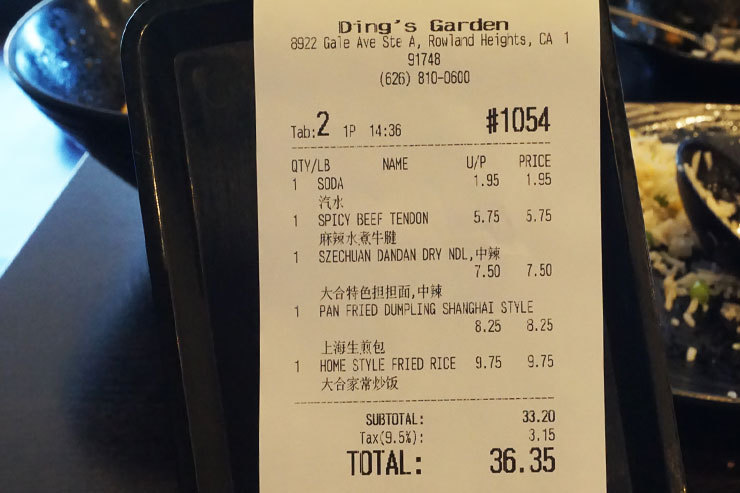 Ding's Garden
8922 Gale Ave Ste A, Rowland Heights, CA 1
91748
(626) 810-0600
Tab:2 1P 14:36 #1054
QTY/LB NAME U/P PRICE
1 SODA 1.95 1.95
汽水
1 SPICY BEEF TENDON 5.75 5.75
麻辣水煮牛腱
1 SZECHUAN DANDAN DRY NDL,中辣
7.50 7.50
大合特色担担面,中辣
1 PAN FRIED DUMPLING SHANGHAI STYLE
8.25 8.25
上海生煎包
1 HOME STYLE FRIED RICE 9.75 9.75
大合家常炒饭
SUBTOTAL: 33.20
Tax(9.5%): 3.15
TOTAL: 36.35